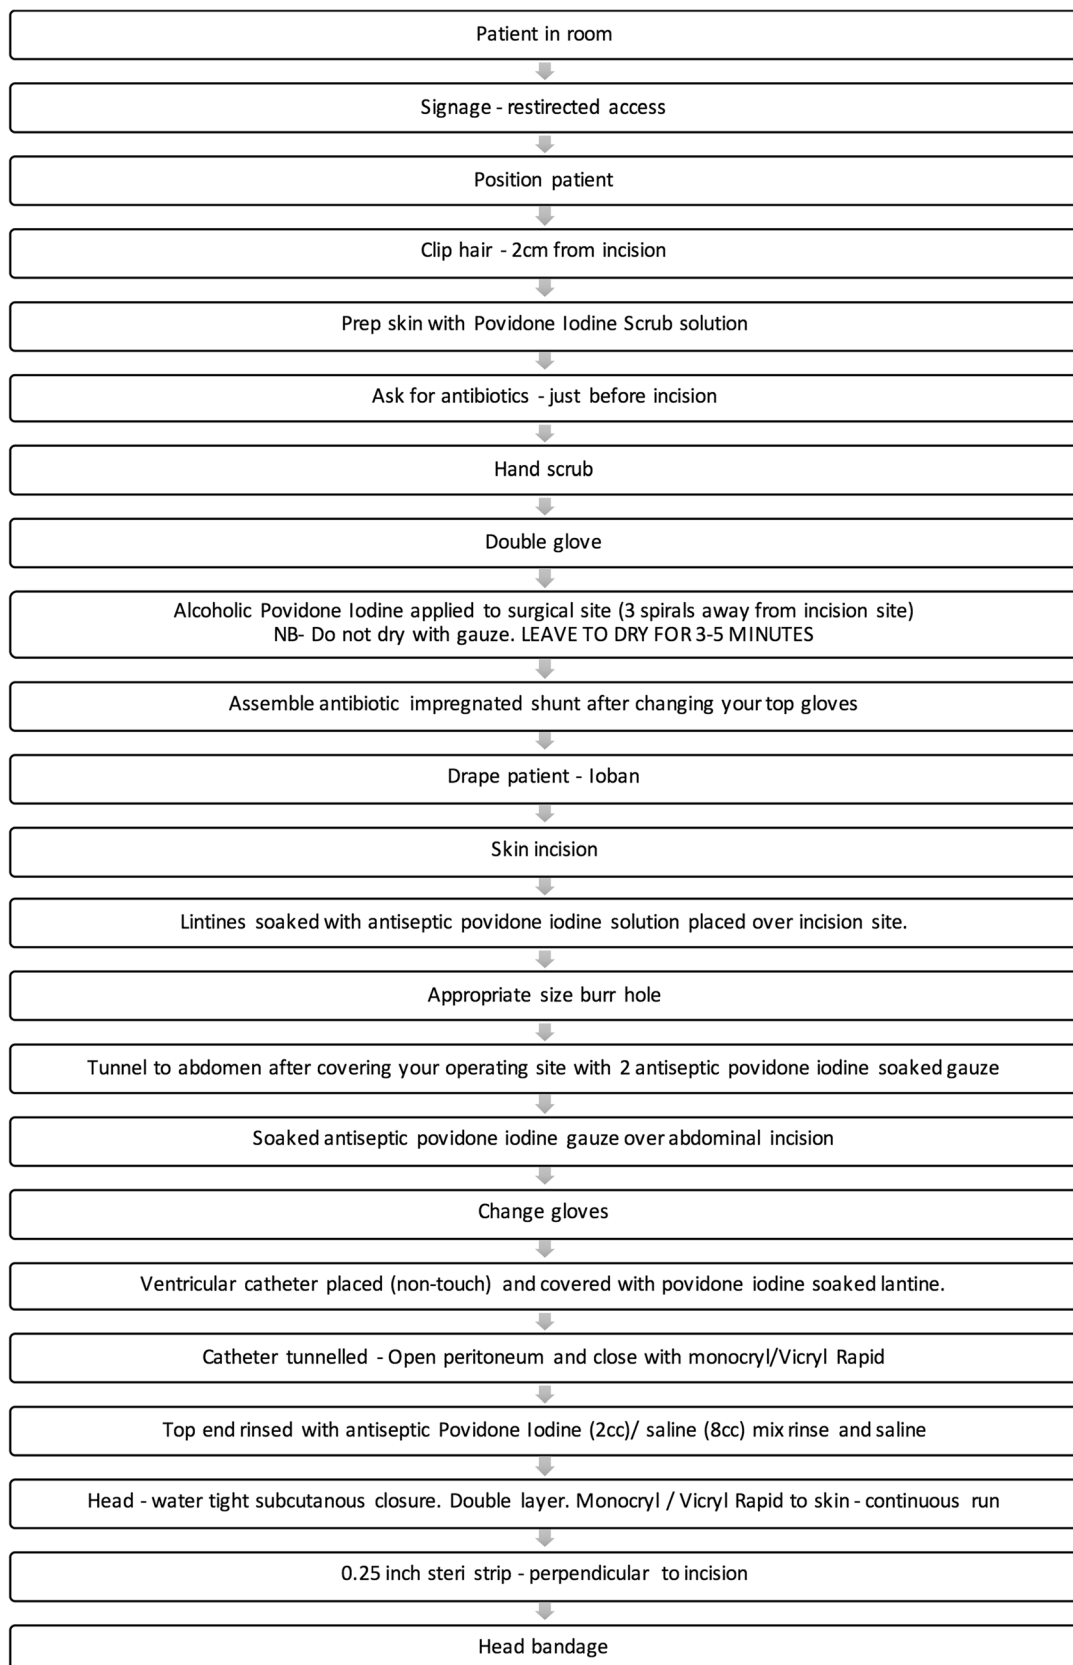 Patient in room
Signage - restirected access
Position patient
Clip hair - 2cm from incision
Prep skin with Povidone Iodine Scrub solution
Ask for antibiotics - just before incision
Hand scrub
Double glove
Alcoholic Povidone Iodine applied to surgical site (3 spirals away from incision site)
NB- Do not dry with gauze. LEAVE TO DRY FOR 3-5 MINUTES
Assemble antibiotic impregnated shunt after changing your top gloves
Drape patient - Ioban
Skin incision
Lintines soaked with antiseptic povidone iodine solution placed over incision site.
Appropriate size burr hole
Tunnel to abdomen after covering your operating site with 2 antiseptic povidone iodine soaked gauze
Soaked antiseptic povidone iodine gauze over abdominal incision
Change gloves
Ventricular catheter placed (non-touch) and covered with povidone iodine soaked lantine.
Catheter tunnelled - Open peritoneum and close with monocryl/Vicryl Rapid
Top end rinsed with antiseptic Povidone Iodine (2cc)/ saline (8cc) mix rinse and saline
Head - water tight subcutanous closure. Double layer. Monocryl / Vicryl Rapid to skin - continuous run
0.25 inch steri strip - perpendicular to incision
Head bandage